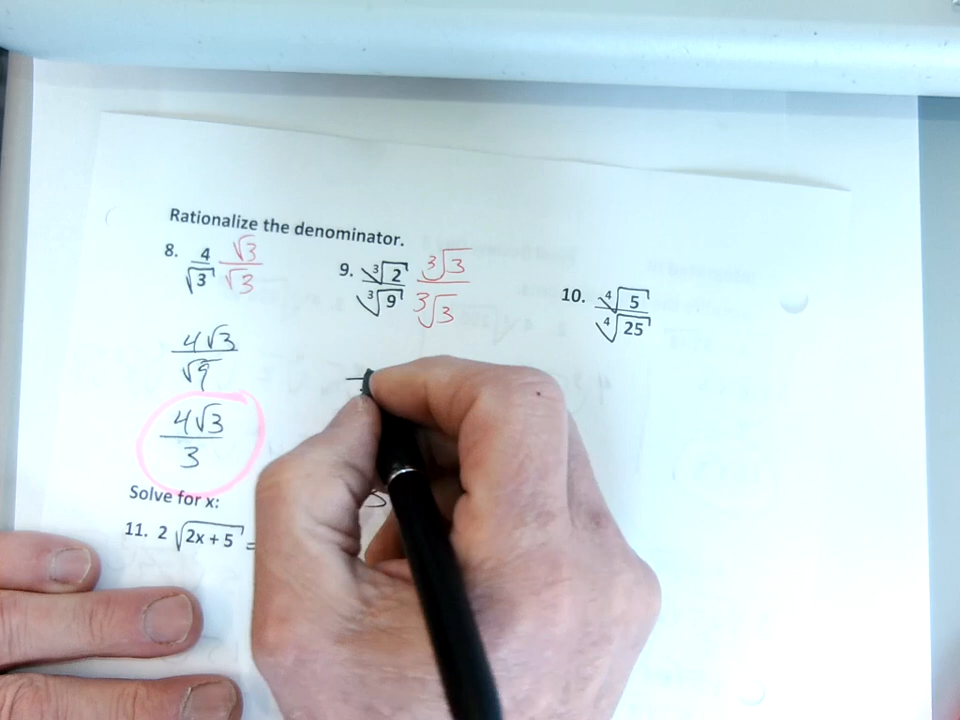 Rationalize the denominator.
8. 4/√3 √3/√3
9. ∛2/∛9 ∛3/∛3
10. ∜5/∜25
4√3/√9
4√3/3
Solve for x:
11. 2 √2x + 5 =